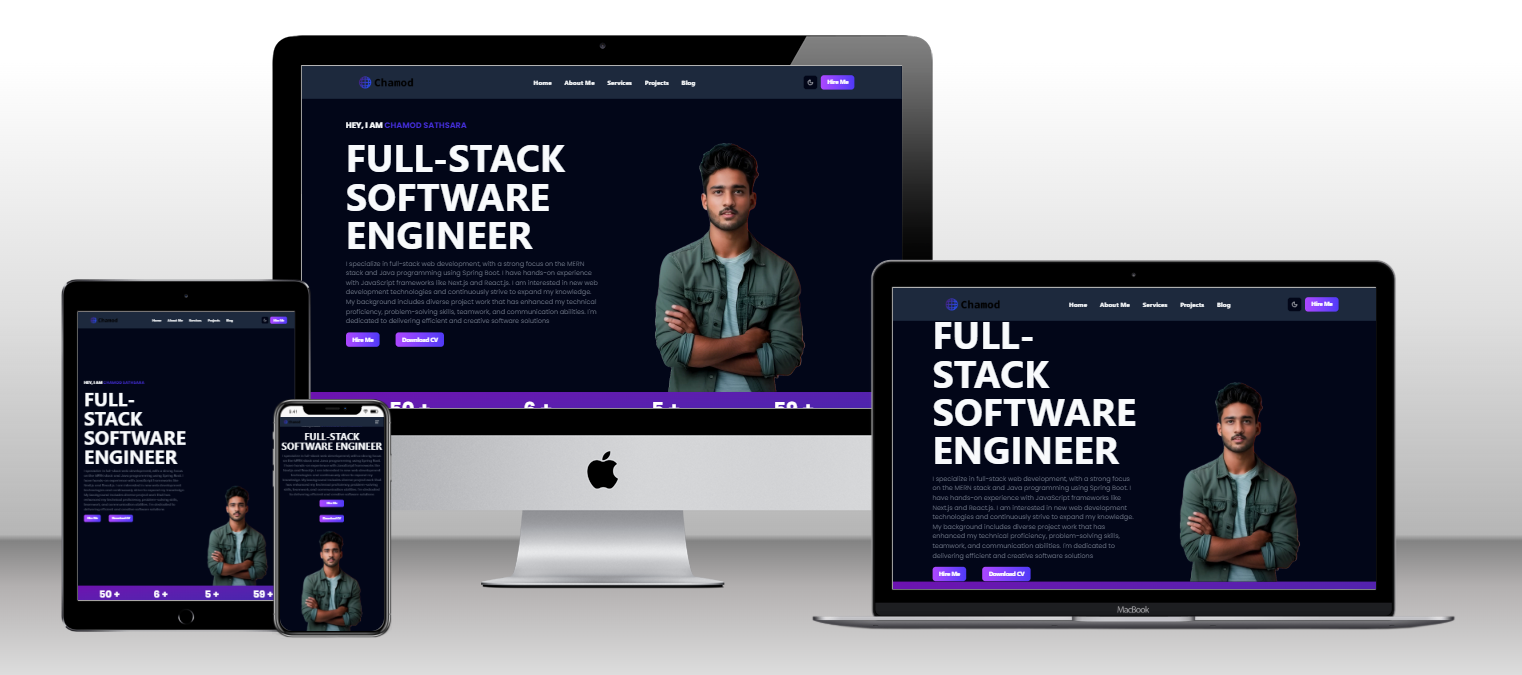 Chamod
Home About Me Services Projects Blog
Hire Me
HEY, I AM CHAMOD SATHSARA
FULL-STACK
SOFTWARE
ENGINEER
I specialize in full-stack web development, with a strong focus on the MERN
stack and Java programming using Spring Boot. I have hands-on experience
with JavaScript frameworks like Next.js and React.js. I am interested in new web
development technologies and continuously strive to expand my knowledge.
My background includes diverse project work that has enhanced my technical
proficiency, problem-solving skills, teamwork, and communication abilities. I'm
dedicated to delivering efficient and creative software solutions
Hire Me Download CV
50 + 6 + 5 + 59 +
Chamod
Home About Me Services Projects Blog
Hire Me
HEY, I AM CHAMOD SATHSARA
FULL-
STACK
SOFTWARE
ENGINEER
Hire Me Download CV
50 + 6 + 5 + 59 +
FULL-STACK
SOFTWARE ENGINEER
Hire Me
Download CV
Chamod
Home About Me Services Projects Blog
Hire Me
FULL-
STACK
SOFTWARE
ENGINEER
I specialize in full-stack web development, with a strong focus
on the MERN stack and Java programming using Spring Boot. I
have hands-on experience with JavaScript frameworks like
Next.js and React.js. I am interested in new web development
technologies and continuously strive to expand my knowledge.
My background includes diverse project work that has
enhanced my technical proficiency, problem-solving skills,
teamwork, and communication abilities. I'm dedicated to
delivering efficient and creative software solutions
Hire Me Download CV
MacBook